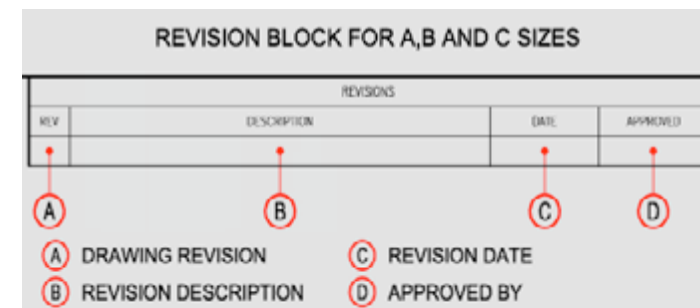 REVISION BLOCK FOR A,B AND C SIZES
REVISIONS
REV DESCRIPTION DATE APPROVED
A B C D
A DRAWING REVISION C REVISION DATE
B REVISION DESCRIPTION D APPROVED BY